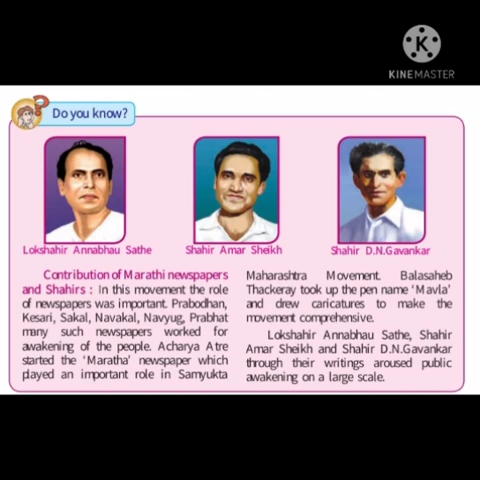 K
KINEMASTER
?
Do you know?
Lokshahir Annabhau Sathe
Shahir Amar Sheikh
Shahir D.N.Gavankar
Contribution of Marathi newspapers
and Shahirs : In this movement the role
of newspapers was important. Prabodhan,
Kesari, Sakal, Navakal, Navyug, Prabhat
many such newspapers worked for
awakening of the people. Acharya Atre
started the ‘Maratha’ newspaper which
played an important role in Samyukta
Maharashtra Movement. Balasaheb
Thackeray took up the pen name ‘Mavla’
and drew caricatures to make the
movement comprehensive.
Lokshahir Annabhau Sathe, Shahir
Amar Sheikh and Shahir D.N.Gavankar
through their writings aroused public
awakening on a large scale.